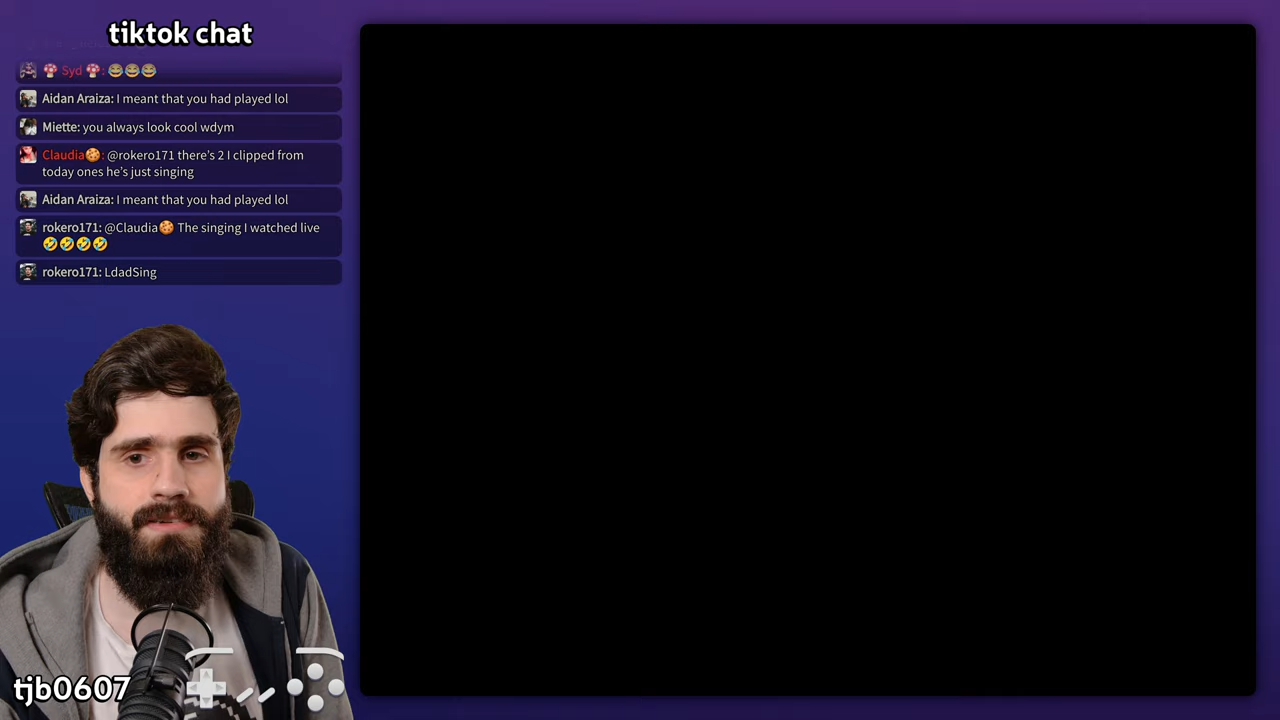 tiktok chat
🍄 Syd 🍄: 😂😂😂
Aidan Araiza: I meant that you had played lol
Miette: you always look cool wdym
Claudia🍪: @rokero171 there's 2 I clipped from
today ones he's just singing
Aidan Araiza: I meant that you had played lol
rokero171: @Claudia🍪 The singing I watched live
🤣🤣🤣🤣
rokero171: LdadSing
tjb0607